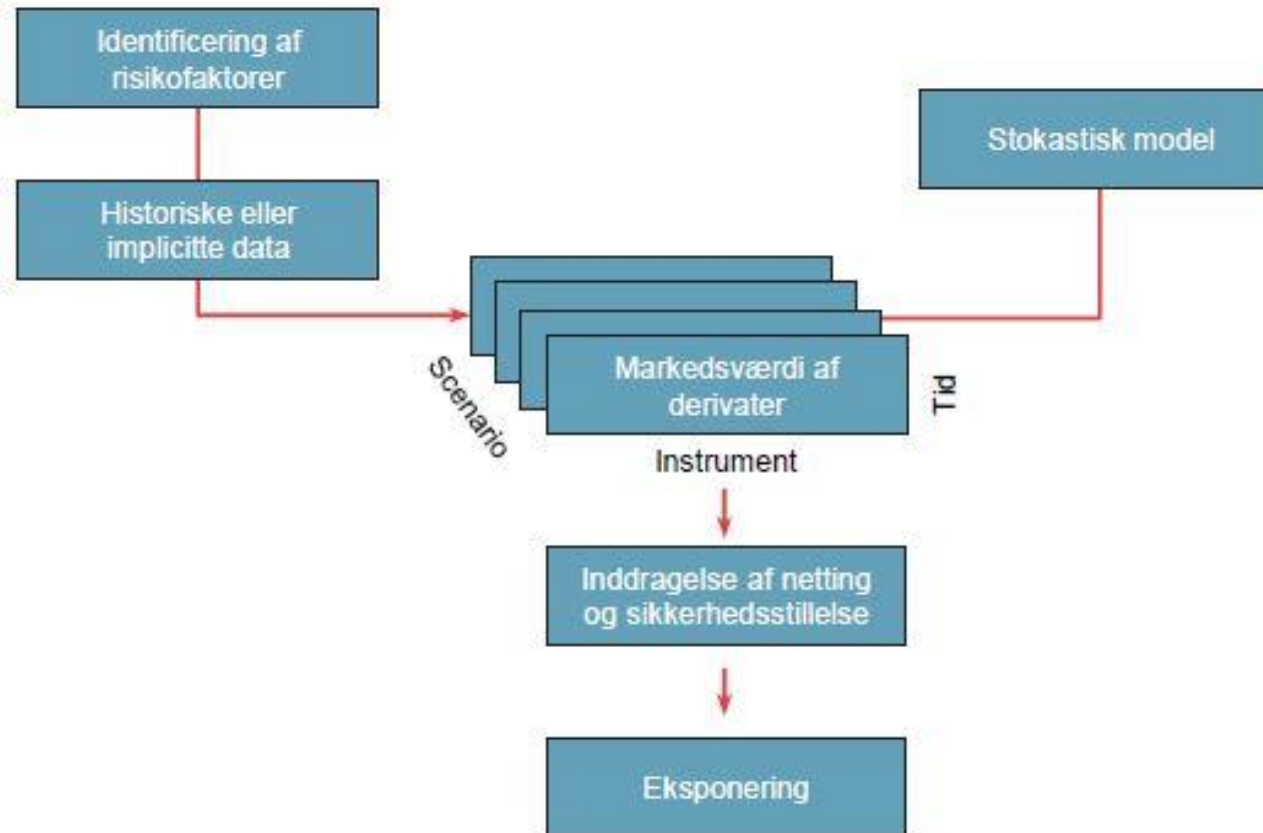 Identificering af
risikofaktorer
Stokastisk model
Historiske eller
implicitte data
Markedsværdi af
derivater
Scenario
Tid
Instrument
Inddragelse af netting
og sikkerhedsstillelse
Eksponering